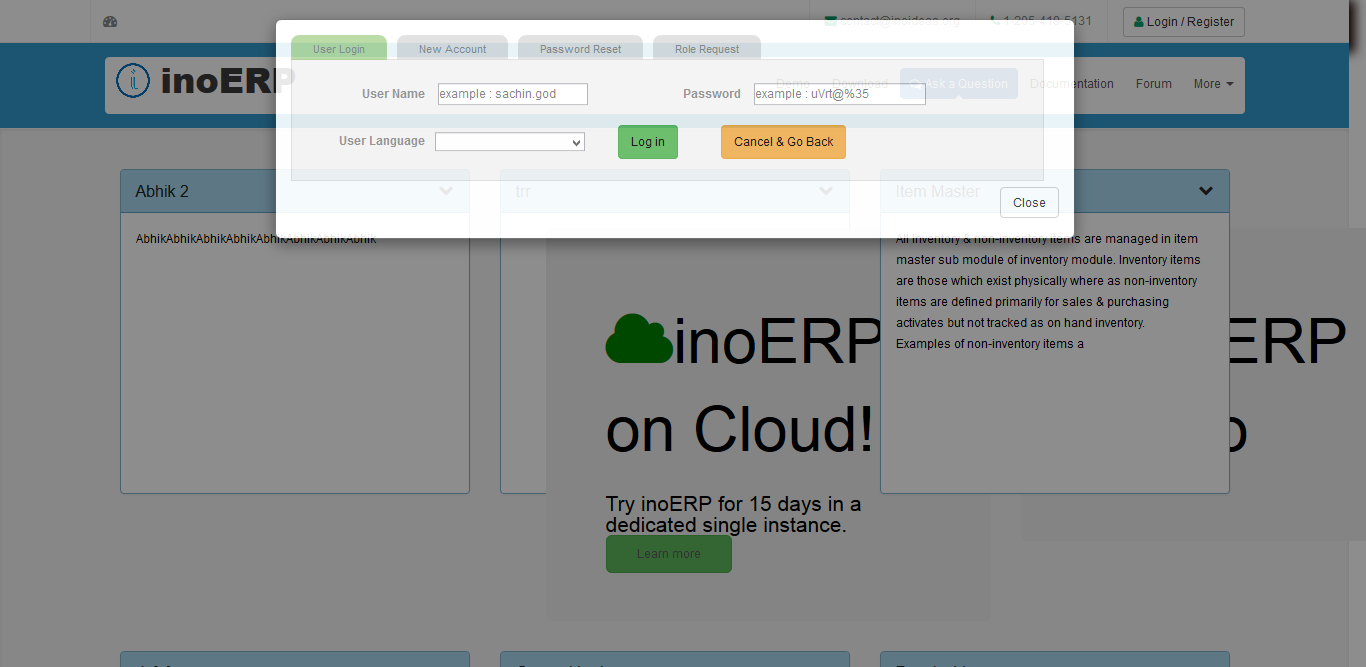 contact@inoideas.org
1-205-419-5131
Login / Register
User Login
New Account
Password Reset
Role Request
inoERP
Demo
Download
Ask a Question
Documentation
Forum
More
User Name
example : sachin.god
Password
example : uVrt@%35
User Language
Log in
Cancel & Go Back
Close
Abhik 2
AbhikAbhikAbhikAbhikAbhikAbhikAbhikAbhik
trr
Item Master
All inventory & non-inventory items are managed in item
master sub module of inventory module. Inventory items
are those which exist physically where as non-inventory
items are defined primarily for sales & purchasing
activates but not tracked as on hand inventory.
Examples of non-inventory items a
inoERP
on Cloud!
Try inoERP for 15 days in a
dedicated single instance.
Learn more
ERP